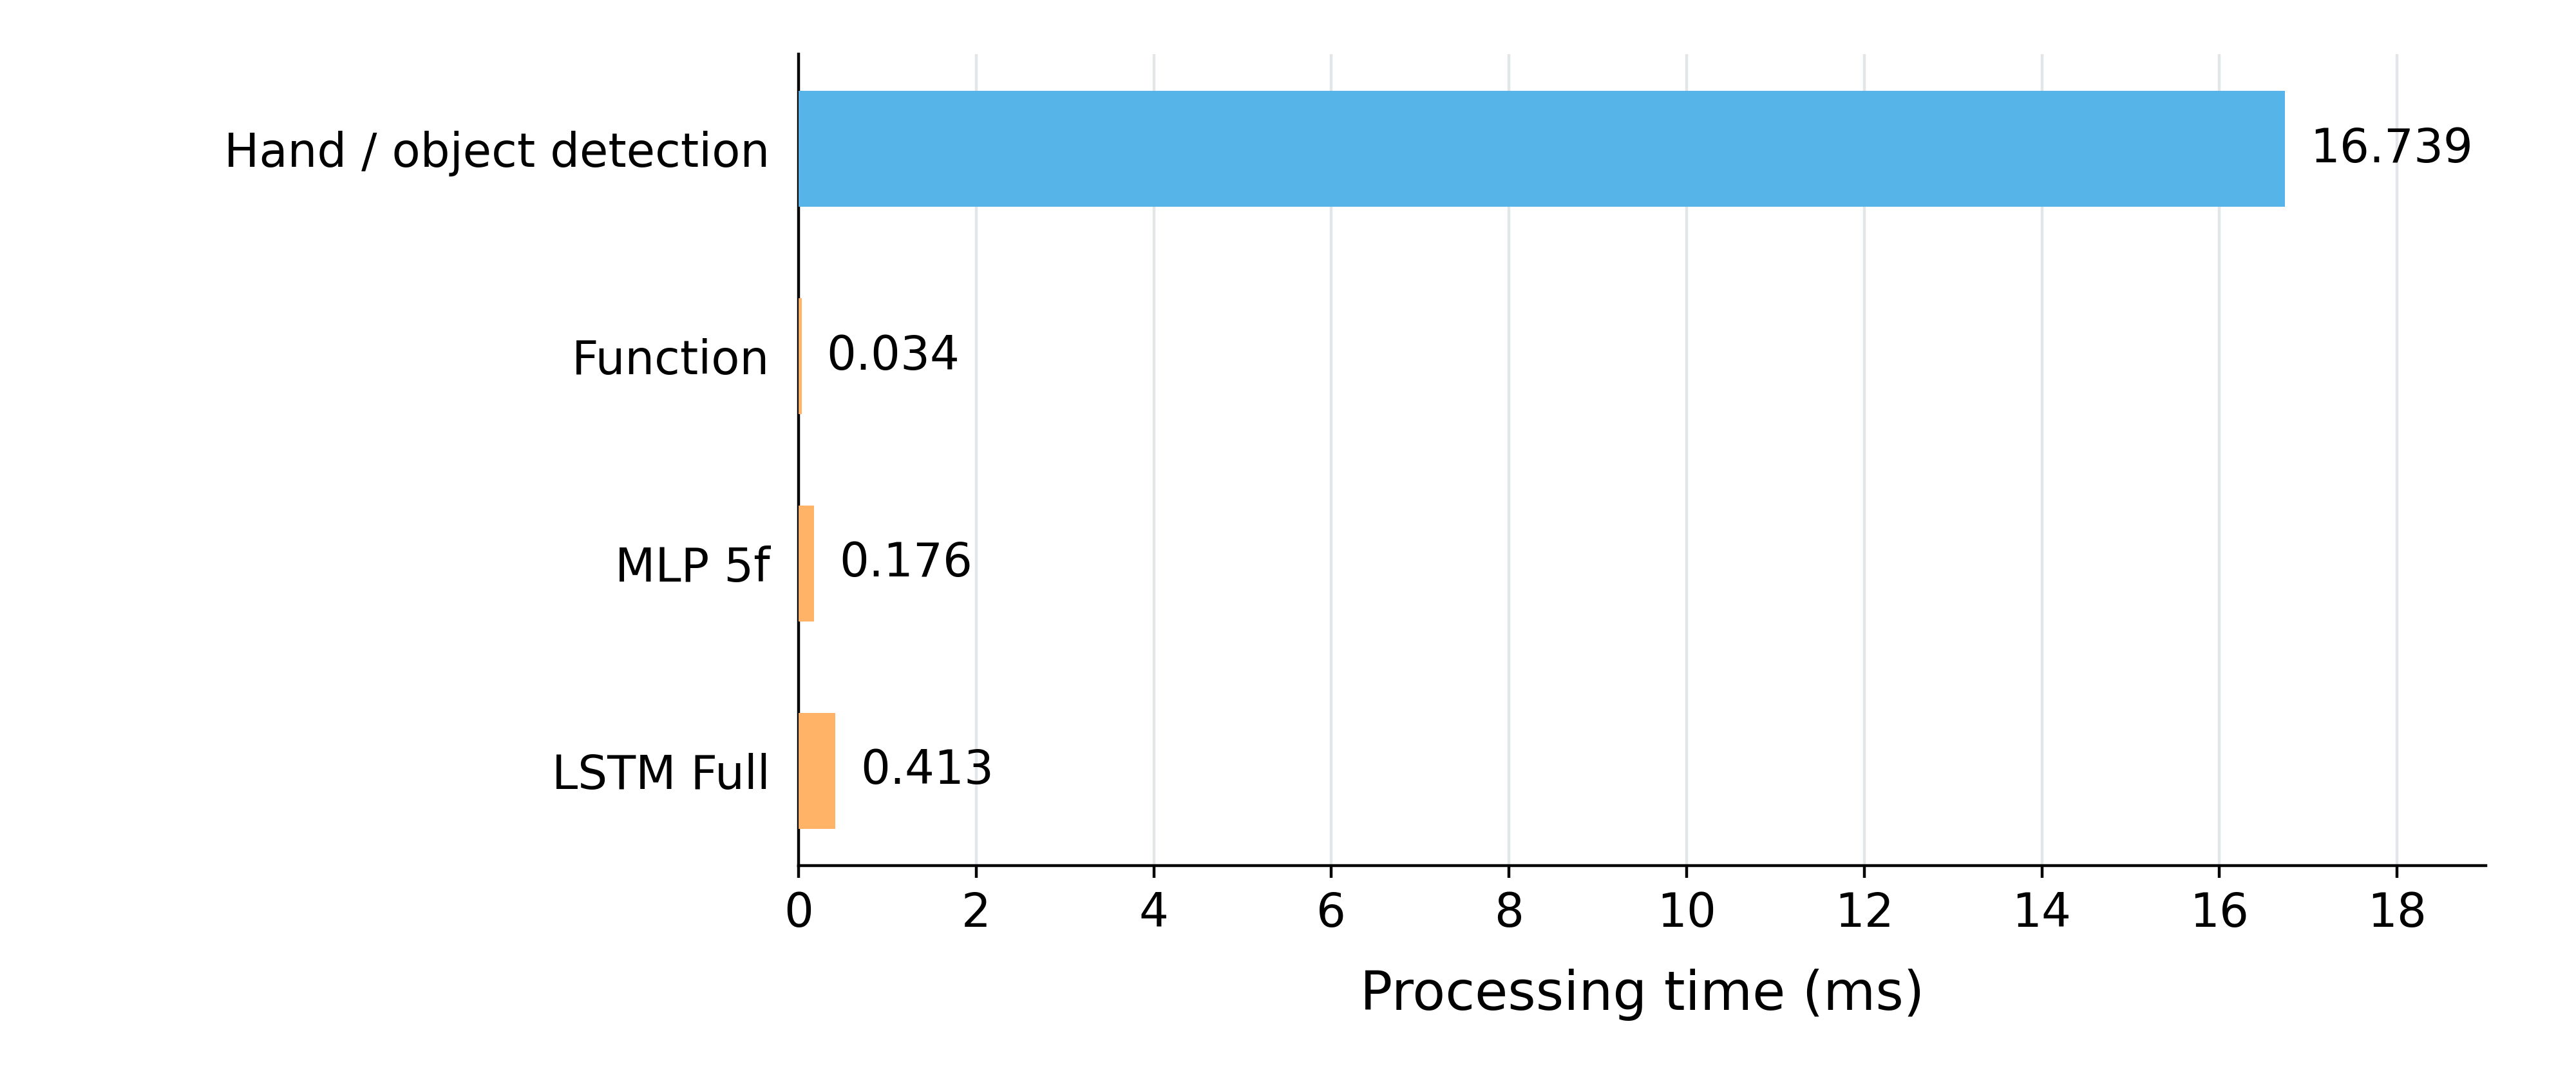 Hand / object detection 16.739
Function 0.034
MLP 5f 0.176
LSTM Full 0.413
0 2 4 6 8 10 12 14 16 18
Processing time (ms)